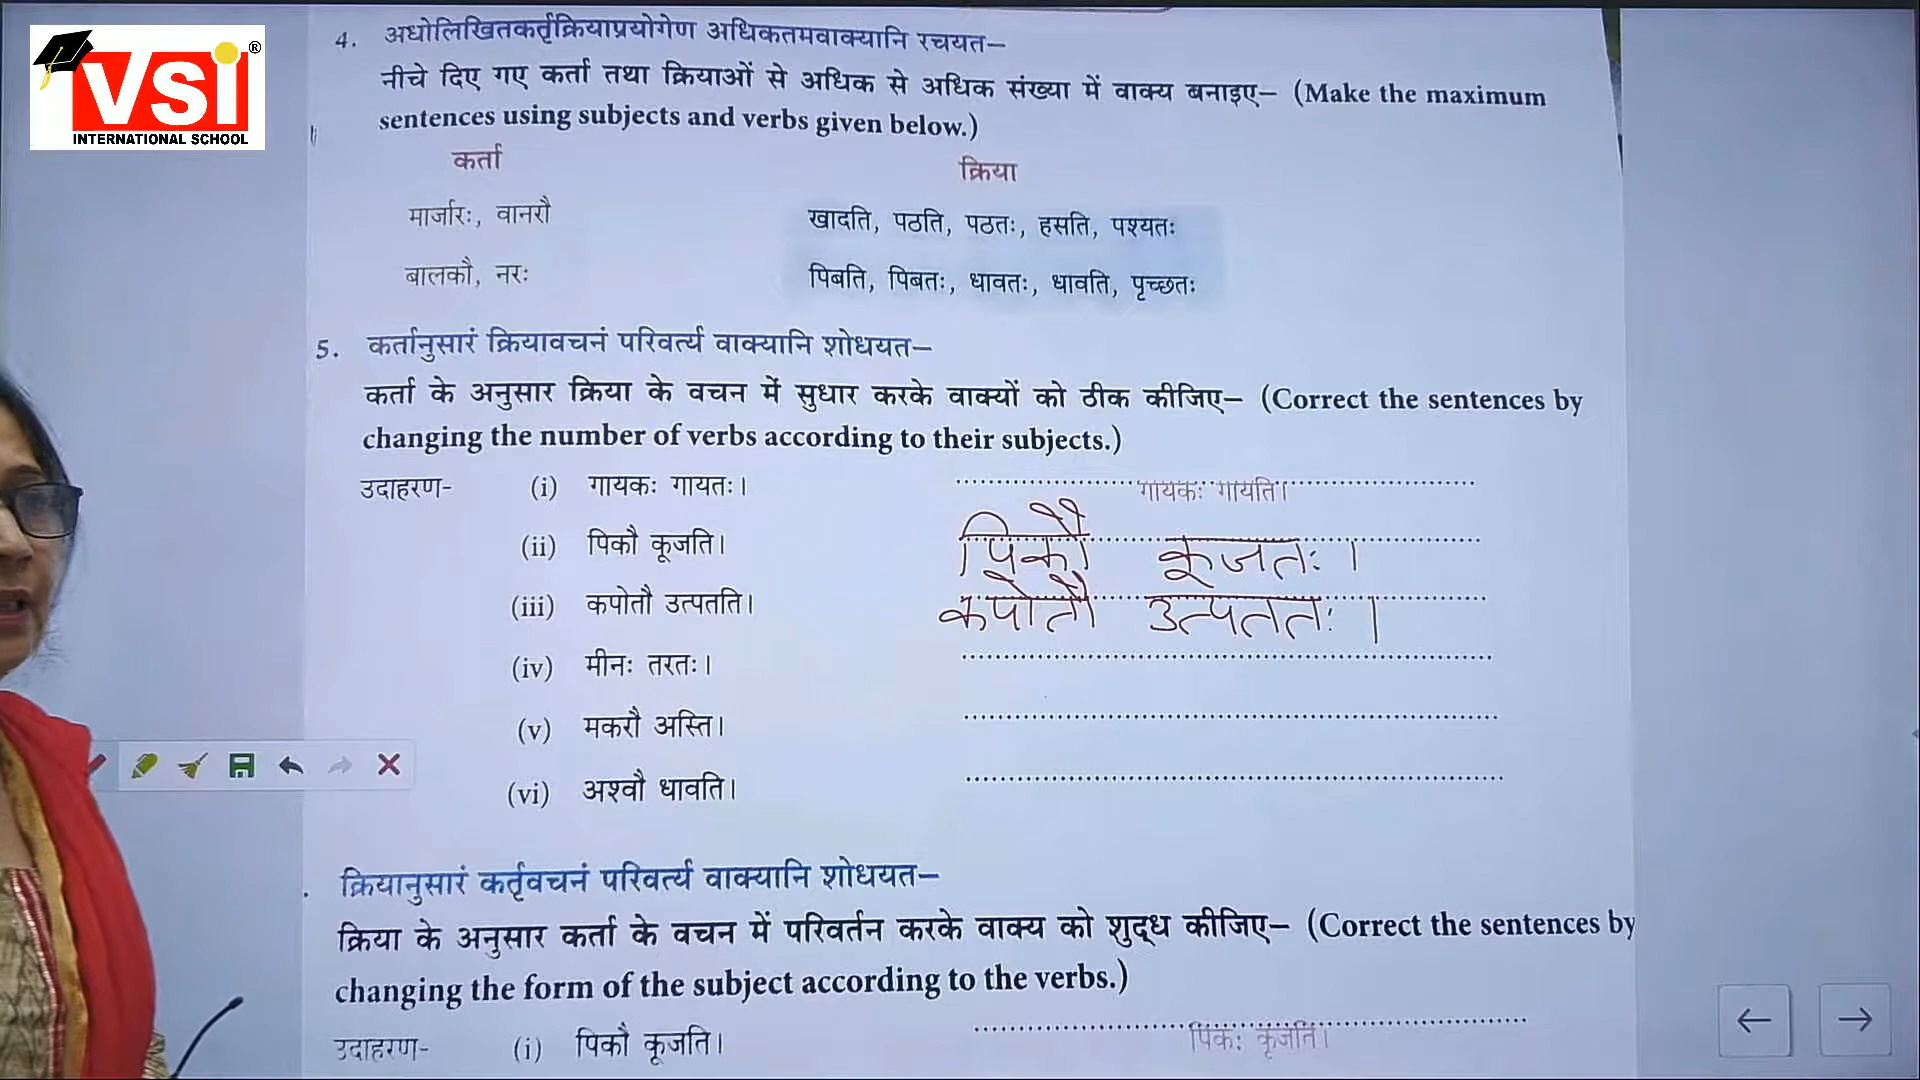 VSI ®
INTERNATIONAL SCHOOL
4. अधोलिखितकर्तृक्रियाप्रयोगेण अधिकतमवाक्यानि रचयत–
नीचे दिए गए कर्ता तथा क्रियाओं से अधिक से अधिक संख्या में वाक्य बनाइए– (Make the maximum
sentences using subjects and verbs given below.)
कर्ता क्रिया
मार्जारः, वानरौ खादति, पठति, पठतः, हसति, पश्यतः
बालकौ, नरः पिबति, पिबतः, धावतः, धावति, पृच्छतः
5. कर्तानुसारं क्रियावचनं परिवर्त्य वाक्यानि शोधयत–
कर्ता के अनुसार क्रिया के वचन में सुधार करके वाक्यों को ठीक कीजिए– (Correct the sentences by
changing the number of verbs according to their subjects.)
उदाहरण- (i) गायकः गायतः। गायकः गायति।
(ii) पिकौ कूजति। पिकौ कूजतः।
(iii) कपोतौ उत्पतति। कपोतौ उत्पततः।
(iv) मीनः तरतः।
(v) मकरौ अस्ति।
(vi) अश्वौ धावति।
. क्रियानुसारं कर्तृवचनं परिवर्त्य वाक्यानि शोधयत–
क्रिया के अनुसार कर्ता के वचन में परिवर्तन करके वाक्य को शुद्ध कीजिए– (Correct the sentences by
changing the form of the subject according to the verbs.)
उदाहरण- (i) पिकौ कूजति। पिकः कूजति।